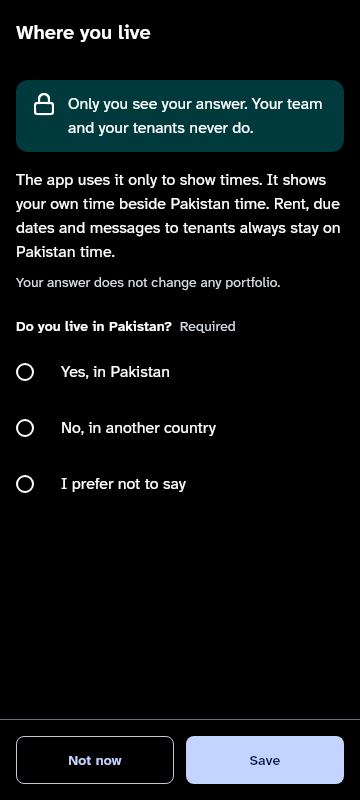 Where you live
Only you see your answer. Your team
and your tenants never do.
The app uses it only to show times. It shows
your own time beside Pakistan time. Rent, due
dates and messages to tenants always stay on
Pakistan time.
Your answer does not change any portfolio.
Do you live in Pakistan? Required
Yes, in Pakistan
No, in another country
I prefer not to say
Not now
Save